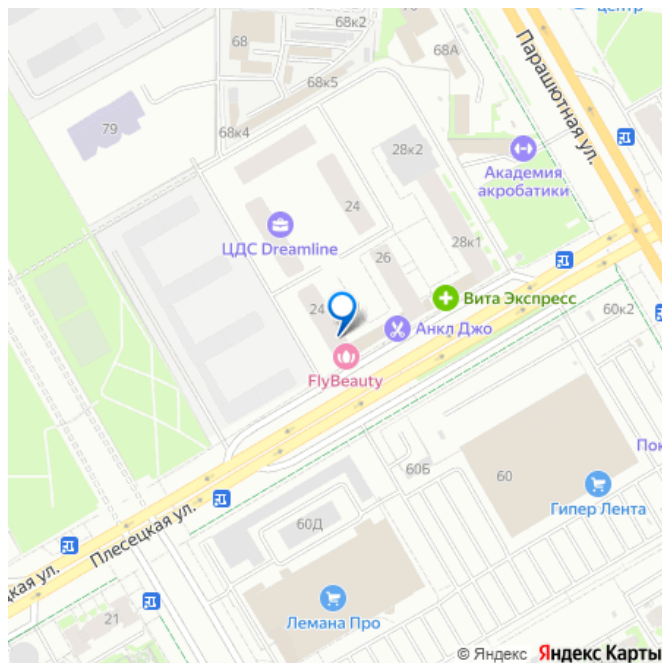 центр
68к2
68
68А
Парашютная ул.
68к5
79
68к4
28к2
Академия
акробатики
24
ЦДС Dreamline
28к1
26
Вита Экспресс
24
60к2
Анкл Джо
FlyBeauty
60Б
60
Пок
Гипер Лента
Плесецкая ул.
60Д
цкая ул.
21
Лемана Про
© Яндекс Яндекс Карты